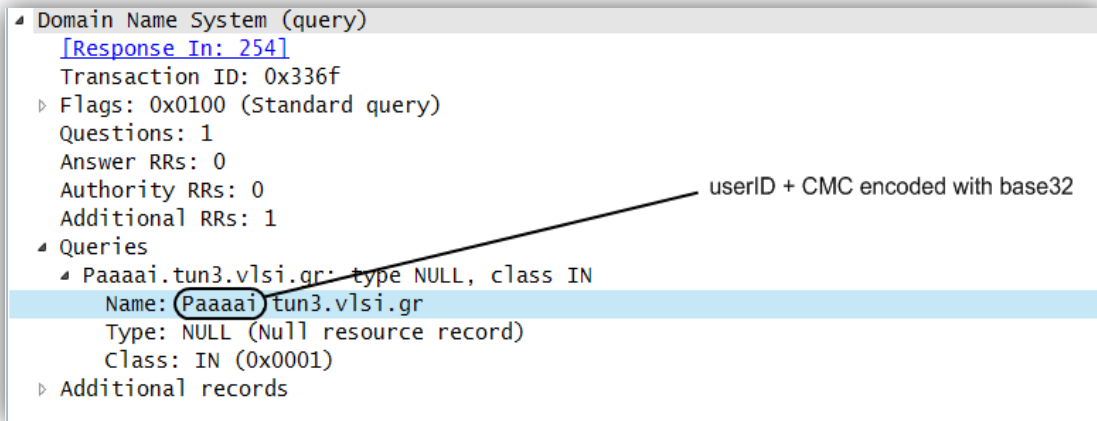 Domain Name System (query)
[Response In: 254]
Transaction ID: 0x336f
Flags: 0x0100 (Standard query)
Questions: 1
Answer RRs: 0
Authority RRs: 0
userID + CMC encoded with base32
Additional RRs: 1
Queries
Paaaai.tun3.vlsi.gr: type NULL, class IN
Name: Paaaai.tun3.vlsi.gr
Type: NULL (Null resource record)
Class: IN (0x0001)
Additional records